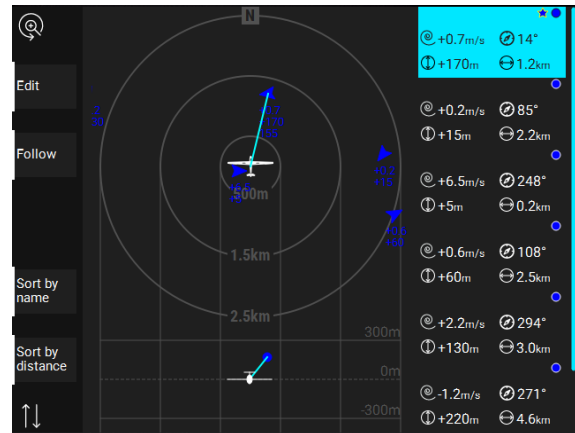 N
Edit
Follow
Sort by
name
Sort by
distance
500m
1.5km
2.5km
300m
0m
-300m
+0.7m/s 14°
+170m 1.2km
+0.2m/s 85°
+15m 2.2km
+6.5m/s 248°
+5m 0.2km
+0.6m/s 108°
+60m 2.5km
+2.2m/s 294°
+130m 3.0km
-1.2m/s 271°
+220m 4.6km